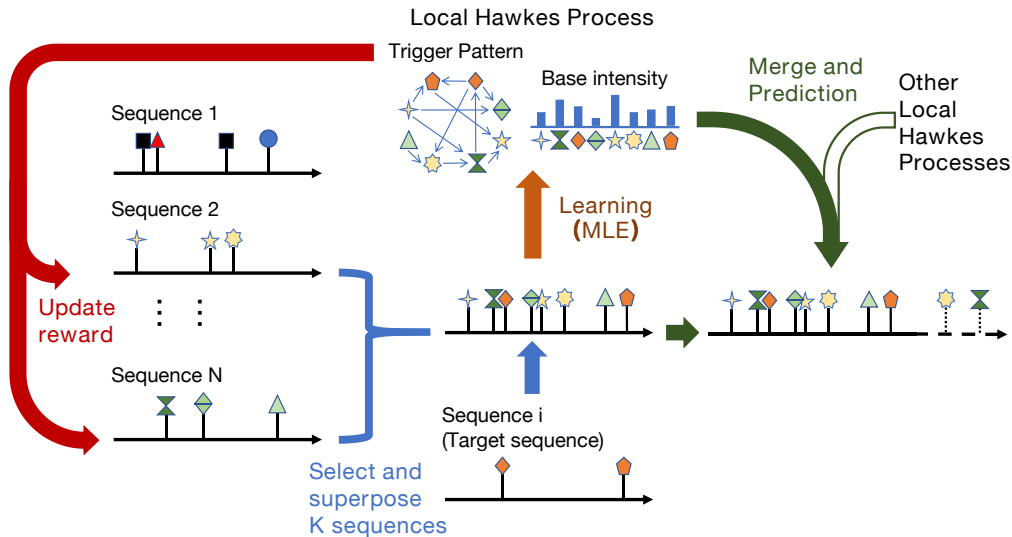 Local Hawkes Process
Trigger Pattern
Base intensity
Merge and
Prediction
Other
Local
Hawkes
Processes
Sequence 1
Sequence 2
Learning
(MLE)
Update
reward
Sequence N
Sequence i
(Target sequence)
Select and
superpose
K sequences